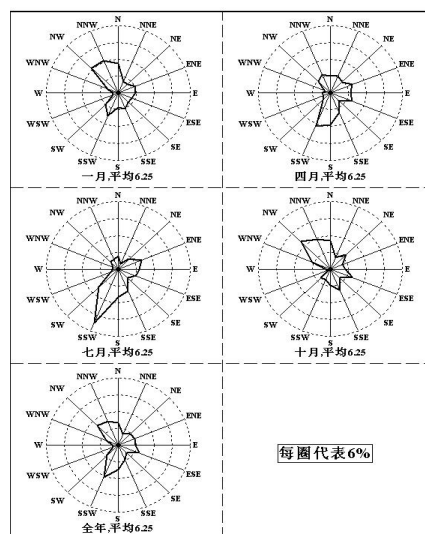 N
NNW NNE
NW NE
WNW ENE
W E
WSW ESE
SW SE
SSW SSE
S
一月,平均6.25
N
NNW NNE
NW NE
WNW ENE
W E
WSW ESE
SW SE
SSW SSE
S
四月,平均6.25
N
NNW NNE
NW NE
WNW ENE
W E
WSW ESE
SW SE
SSW SSE
S
七月,平均6.25
N
NNW NNE
NW NE
WNW ENE
W E
WSW ESE
SW SE
SSW SSE
S
十月,平均6.25
N
NNW NNE
NW NE
WNW ENE
W E
WSW ESE
SW SE
SSW SSE
S
全年,平均6.25
每圈代表6%